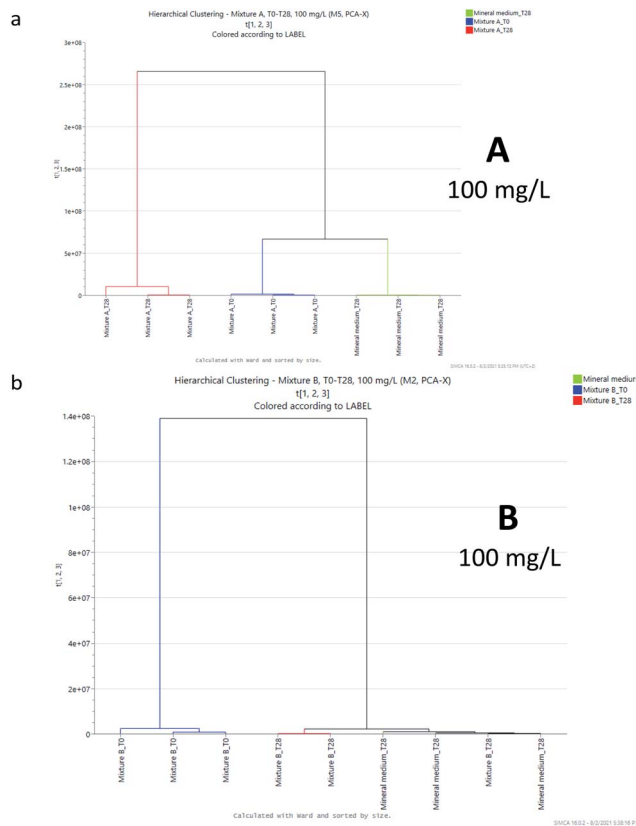 a
Hierarchical Clustering - Mixture A, T0-T28, 100 mg/L (M5, PCA-X)
t[1, 2, 3]
Colored according to LABEL
Mineral medium_T28
Mixture A_T0
Mixture A_T28
3e+08
2.5e+08
2e+08
1.5e+08
1e+08
5e+07
0
t[1, 2, 3]
A
100 mg/L
Mixture A_T28
Mixture A_T28
Mixture A_T28
Mixture A_T0
Mixture A_T0
Mixture A_T0
Mineral medium_T28
Mineral medium_T28
Mineral medium_T28
Calculated with Ward and sorted by size.
b
Hierarchical Clustering - Mixture B, T0-T28, 100 mg/L (M2, PCA-X)
t[1, 2, 3]
Colored according to LABEL
Mineral medium
Mixture B_T0
Mixture B_T28
1.4e+08
1.2e+08
1e+08
8e+07
6e+07
4e+07
2e+07
0
t[1, 2, 3]
B
100 mg/L
Mixture B_T0
Mixture B_T0
Mixture B_T0
Mixture B_T28
Mixture B_T28
Mineral medium_T28
Mineral medium_T28
Mixture B_T28
Mineral medium_T28
Calculated with Ward and sorted by size.